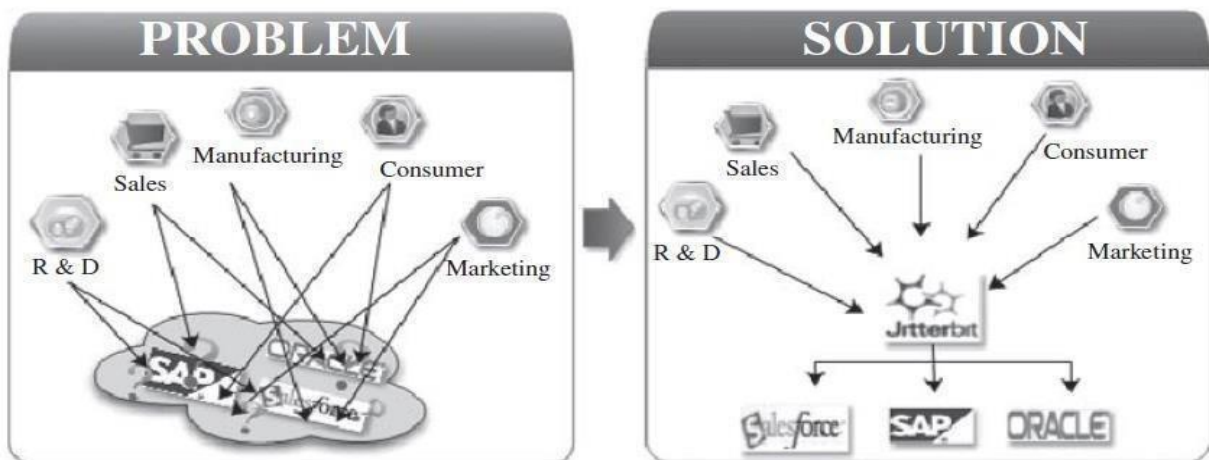 PROBLEM
Manufacturing
Consumer
Sales
R & D
Marketing
SAP
ORACLE
Salesforce
SOLUTION
Manufacturing
Consumer
Sales
R & D
Marketing
Jitterbit
Salesforce
SAP
ORACLE